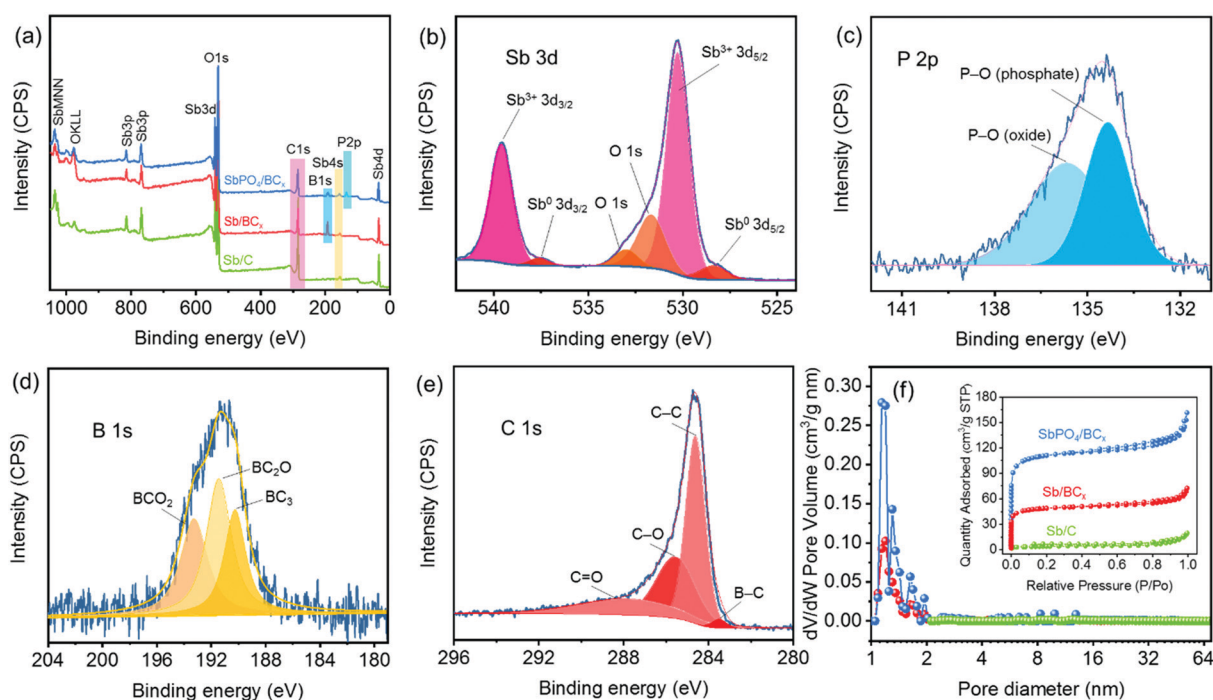 (a)
Intensity (CPS)
SbMNN
OKLL
Sb3p
Sb3p
Sb3d
O1s
C1s
B1s
Sb4s
P2p
Sb4d
SbPO₄/BCₓ
Sb/BCₓ
Sb/C
1000 800 600 400 200 0
Binding energy (eV)
(b)
Intensity (CPS)
Sb 3d
Sb³⁺ 3d₃/₂
Sb⁰ 3d₃/₂
O 1s
O 1s
Sb³⁺ 3d₅/₂
Sb⁰ 3d₅/₂
540 535 530 525
Binding energy (eV)
(c)
Intensity (CPS)
P 2p
P–O (phosphate)
P–O (oxide)
141 138 135 132
Binding energy (eV)
(d)
Intensity (CPS)
B 1s
BCO₂
BC₂O
BC₃
204 200 196 192 188 184 180
Binding energy (eV)
(e)
Intensity (CPS)
C 1s
C–C
C–O
C=O
B–C
296 292 288 284 280
Binding energy (eV)
(f)
dV/dW Pore Volume (cm³/g nm)
0.30
0.25
0.20
0.15
0.10
0.05
0.00
1 2 4 8 16 32 64
Pore diameter (nm)
Quantity Adsorbed (cm³/g STP)
180
150
120
90
60
30
0
SbPO₄/BCₓ
Sb/BCₓ
Sb/C
0.0 0.2 0.4 0.6 0.8 1.0
Relative Pressure (P/Po)